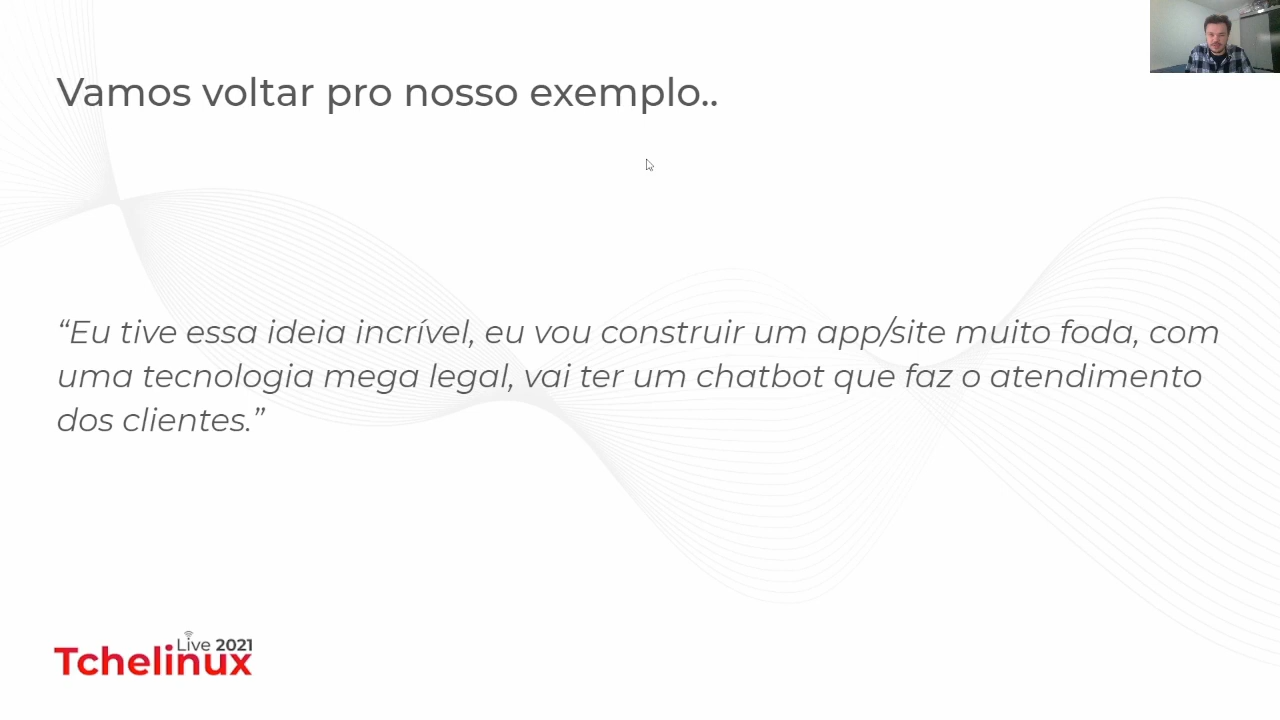 Vamos voltar pro nosso exemplo..
“Eu tive essa ideia incrível, eu vou construir um app/site muito foda, com
uma tecnologia mega legal, vai ter um chatbot que faz o atendimento
dos clientes.”
Live 2021
Tchelinux